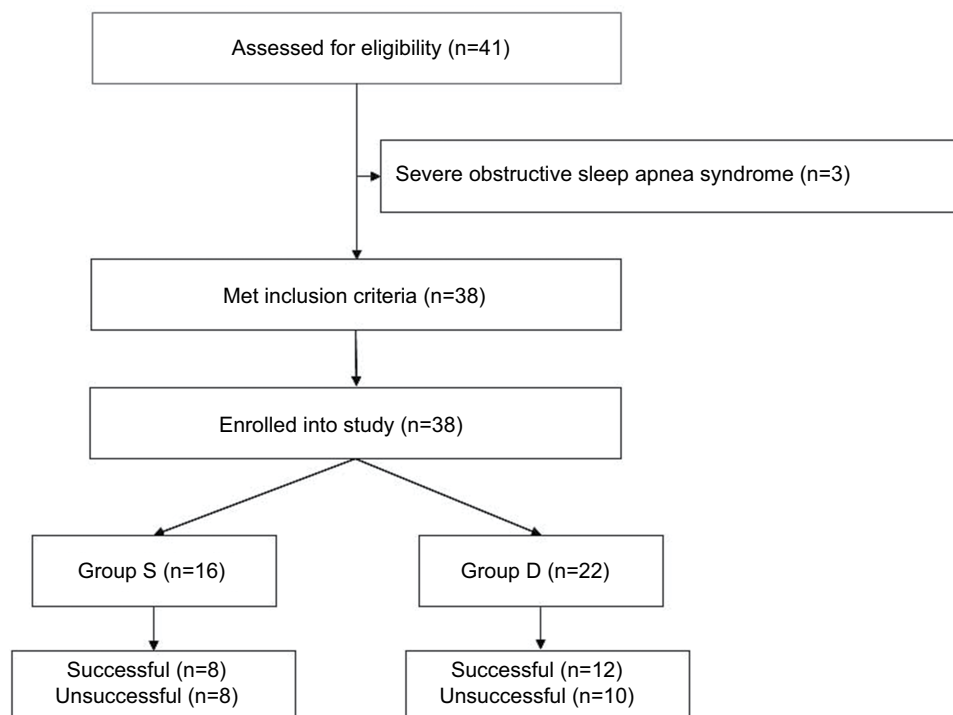 Assessed for eligibility (n=41)
Severe obstructive sleep apnea syndrome (n=3)
Met inclusion criteria (n=38)
Enrolled into study (n=38)
Group S (n=16)
Group D (n=22)
Successful (n=8)
Unsuccessful (n=8)
Successful (n=12)
Unsuccessful (n=10)